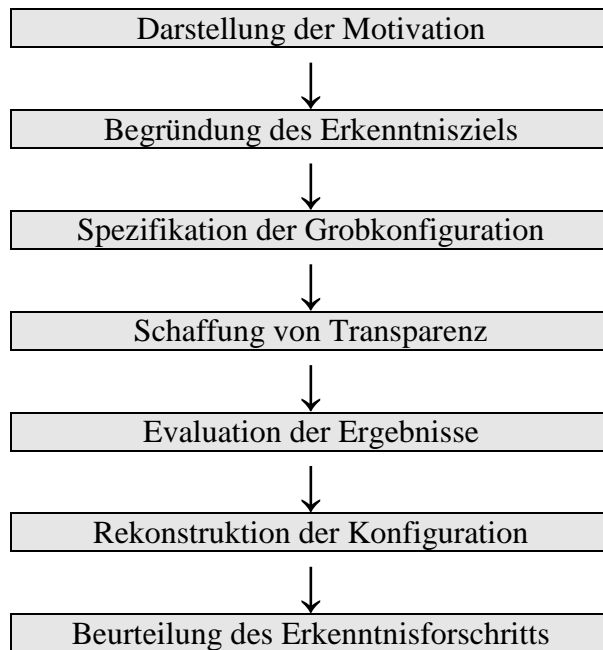 Darstellung der Motivation
Begründung des Erkenntnisziels
Spezifikation der Grobkonfiguration
Schaffung von Transparenz
Evaluation der Ergebnisse
Rekonstruktion der Konfiguration
Beurteilung des Erkenntnisforschritts